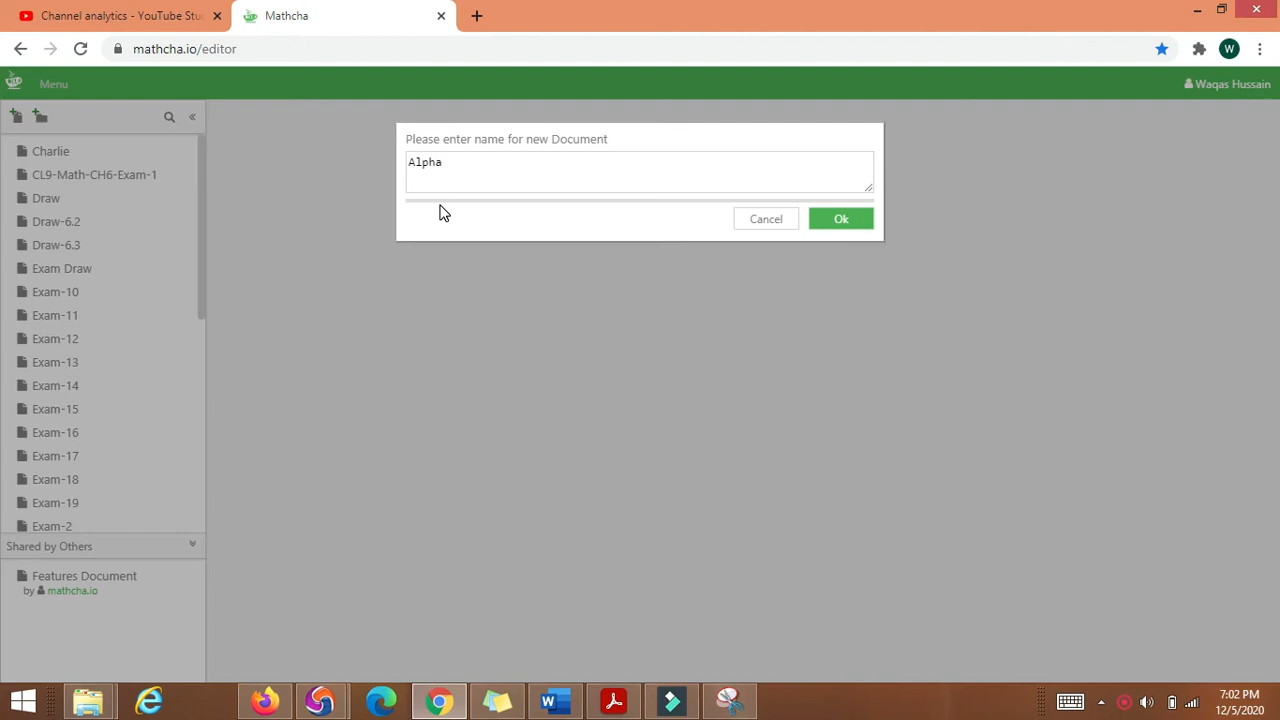 Channel analytics - YouTube Stu
Mathcha
mathcha.io/editor
W
Menu
Waqas Hussain
Please enter name for new Document
Alpha
Cancel
Ok
Charlie
CL9-Math-CH6-Exam-1
Draw
Draw-6.2
Draw-6.3
Exam Draw
Exam-10
Exam-11
Exam-12
Exam-13
Exam-14
Exam-15
Exam-16
Exam-17
Exam-18
Exam-19
Exam-2
Shared by Others
Features Document
by mathcha.io
7:02 PM
12/5/2020